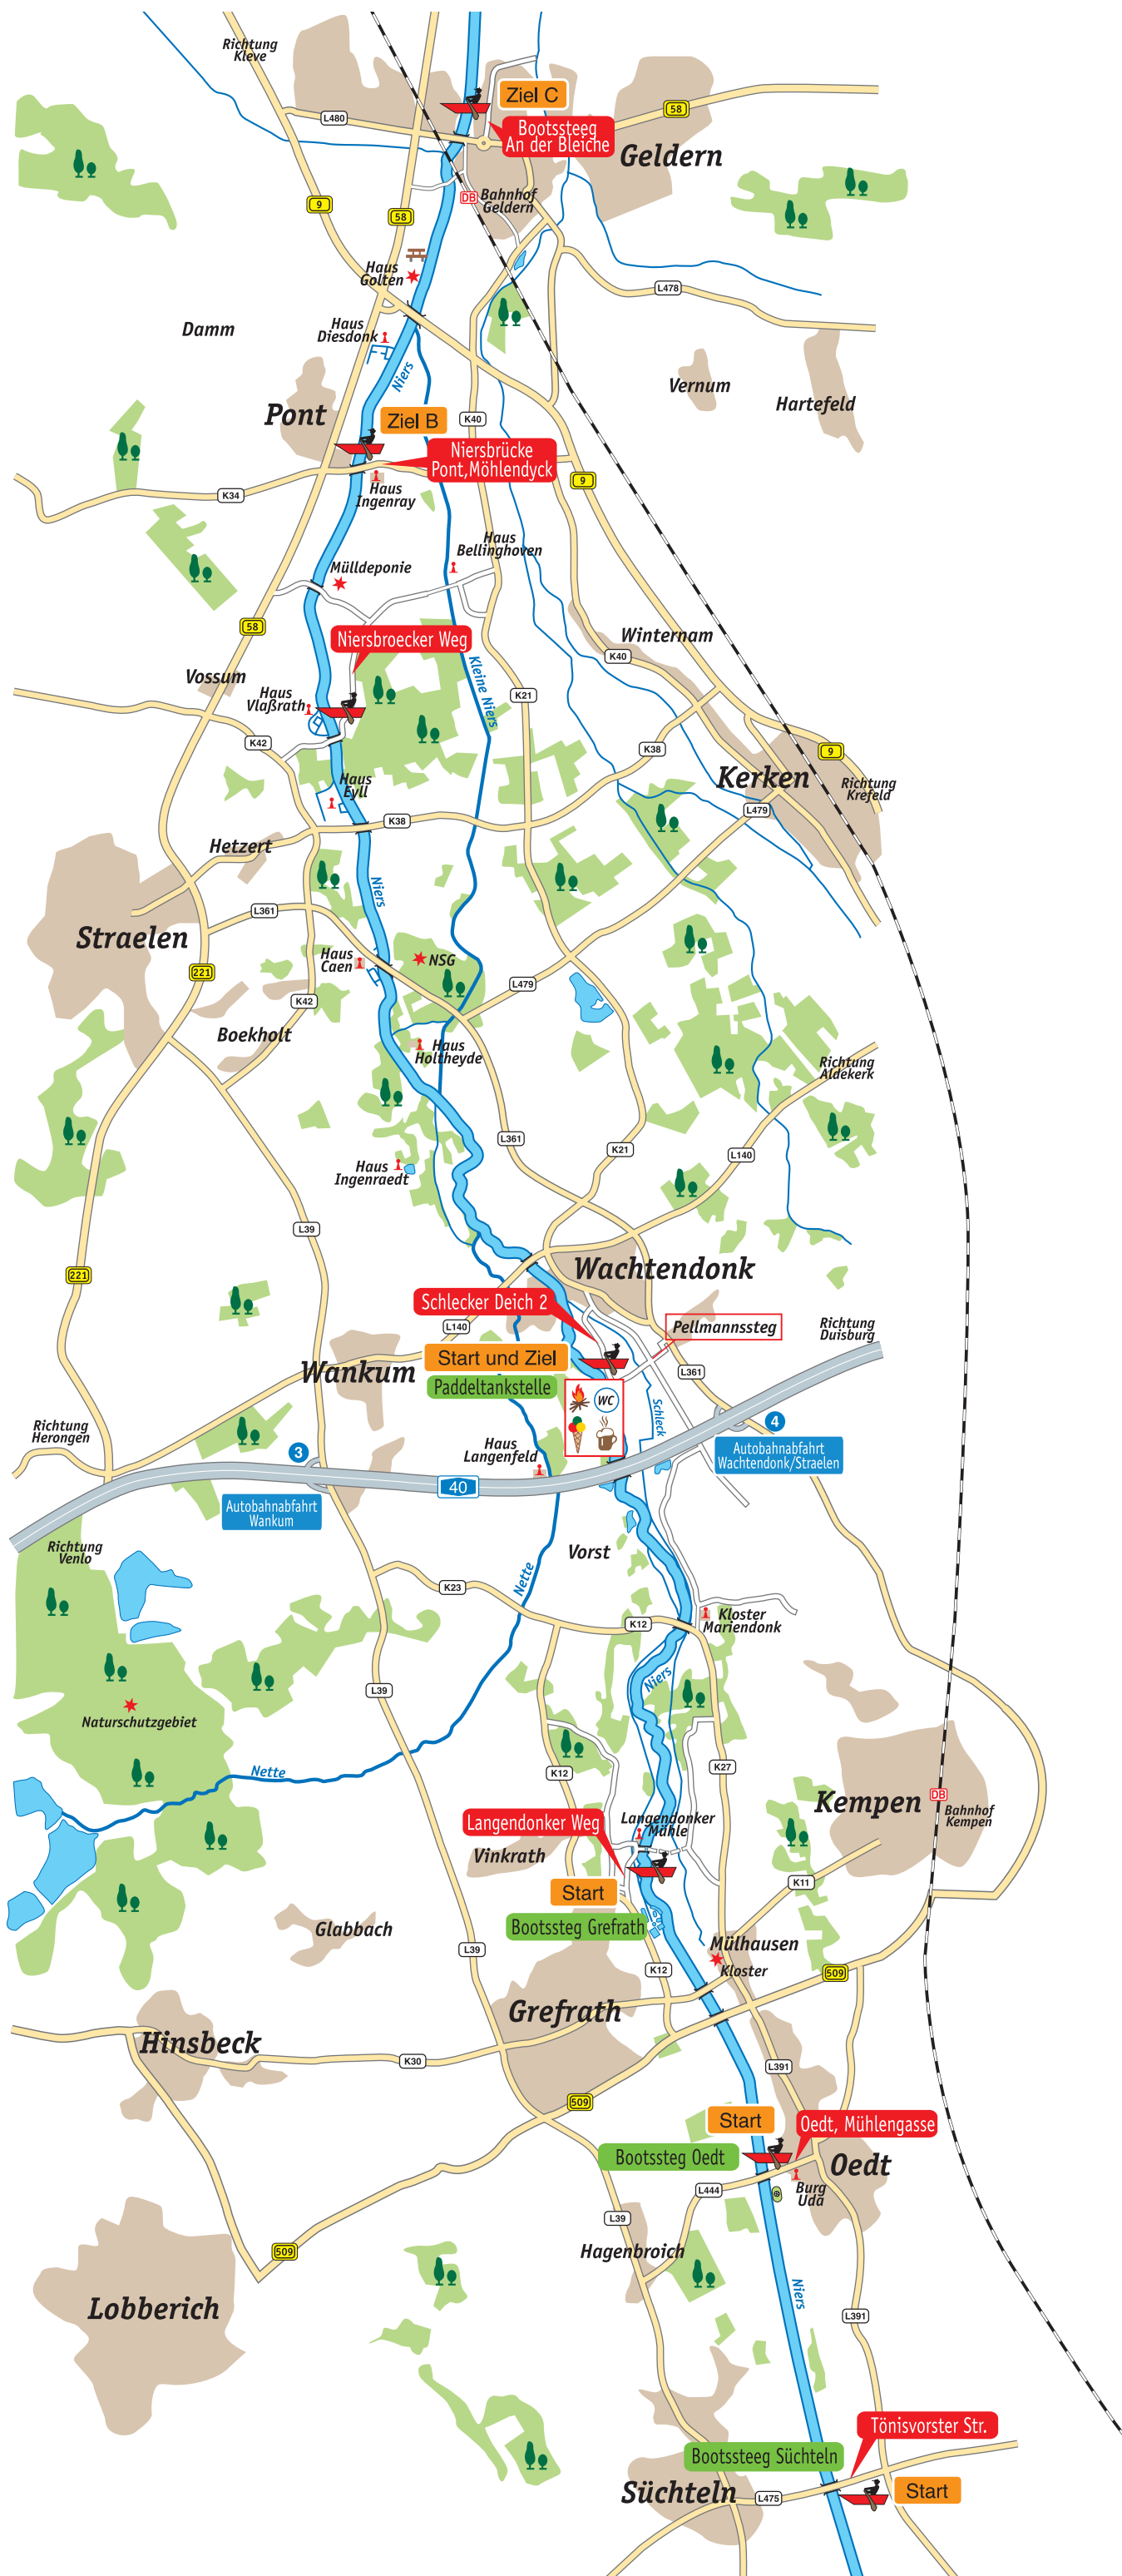 Richtung
Kleve
Ziel C
L480
58
Bootssteeg
An der Bleiche
Geldern
9
58
DB
Bahnhof
Geldern
Haus
Golten
L478
Damm
Haus
Diesdonk
Niers
Vernum
Hartefeld
Pont
Ziel B
K40
Niersbrücke
Pont,Möhlendyck
9
K34
Haus
Ingenray
Haus
Bellinghoven
Mülldeponie
58
Niersbroecker Weg
Winternam
K40
Kleine Niers
Vossum
Haus
Vlaßrath
K21
K42
K38
9
Kerken
Richtung
Krefeld
Haus
Eyll
L479
K38
Hetzert
Niers
L361
Straelen
Haus
Caen
NSG
221
L479
K42
Boekholt
Haus
Holtheyde
Richtung
Aldekerk
L361
K21
L140
Haus
Ingenraedt
L39
Wachtendonk
221
Schlecker Deich 2
L140
Pellmannssteg
Richtung
Duisburg
Start und Ziel
Wankum
L361
Paddeltankstelle
WC
Schleck
Richtung
Herongen
Haus
Langenfeld
4
Autobahnabfahrt
Wachtendonk/Straelen
3
40
Autobahnabfahrt
Wankum
Richtung
Venlo
Vorst
Nette
K23
K12
Kloster
Mariendonk
Niers
L39
Naturschutzgebiet
Nette
K12
K27
Kempen
DB
Bahnhof
Kempen
Langendonker Weg
Langendonker
Mühle
Vinkrath
K11
Start
Bootssteg Grefrath
Glabbach
Mülhausen
L39
Kloster
K12
509
Grefrath
Hinsbeck
K30
L391
509
Start
Oedt, Mühlengasse
Bootssteg Oedt
Oedt
L444
Burg
Uda
L39
Hagenbroich
509
Niers
Lobberich
L391
Tönisvorster Str.
Bootssteeg Süchteln
Süchteln
L475
Start